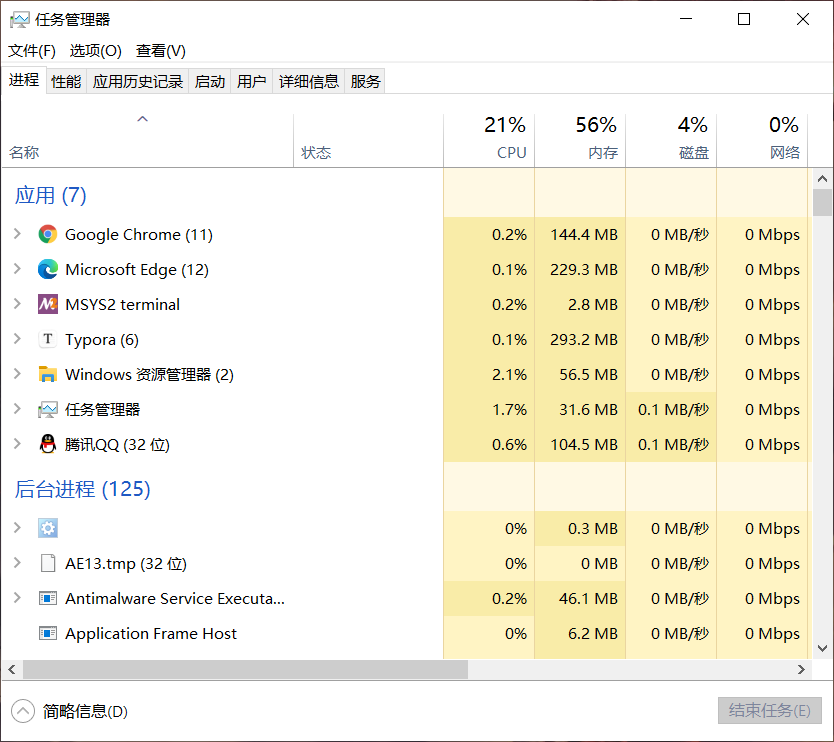 任务管理器
文件(F) 选项(O) 查看(V)
进程 性能 应用历史记录 启动 用户 详细信息 服务
21% 56% 4% 0%
名称 状态 CPU 内存 磁盘 网络
应用 (7)
Google Chrome (11) 0.2% 144.4 MB 0 MB/秒 0 Mbps
Microsoft Edge (12) 0.1% 229.3 MB 0 MB/秒 0 Mbps
MSYS2 terminal 0.2% 2.8 MB 0 MB/秒 0 Mbps
T Typora (6) 0.1% 293.2 MB 0 MB/秒 0 Mbps
Windows 资源管理器 (2) 2.1% 56.5 MB 0 MB/秒 0 Mbps
任务管理器 1.7% 31.6 MB 0.1 MB/秒 0 Mbps
腾讯QQ (32 位) 0.6% 104.5 MB 0.1 MB/秒 0 Mbps
后台进程 (125)
0% 0.3 MB 0 MB/秒 0 Mbps
AE13.tmp (32 位) 0% 0 MB 0 MB/秒 0 Mbps
Antimalware Service Executa... 0.2% 46.1 MB 0 MB/秒 0 Mbps
Application Frame Host 0% 6.2 MB 0 MB/秒 0 Mbps
简略信息(D) 结束任务(E)